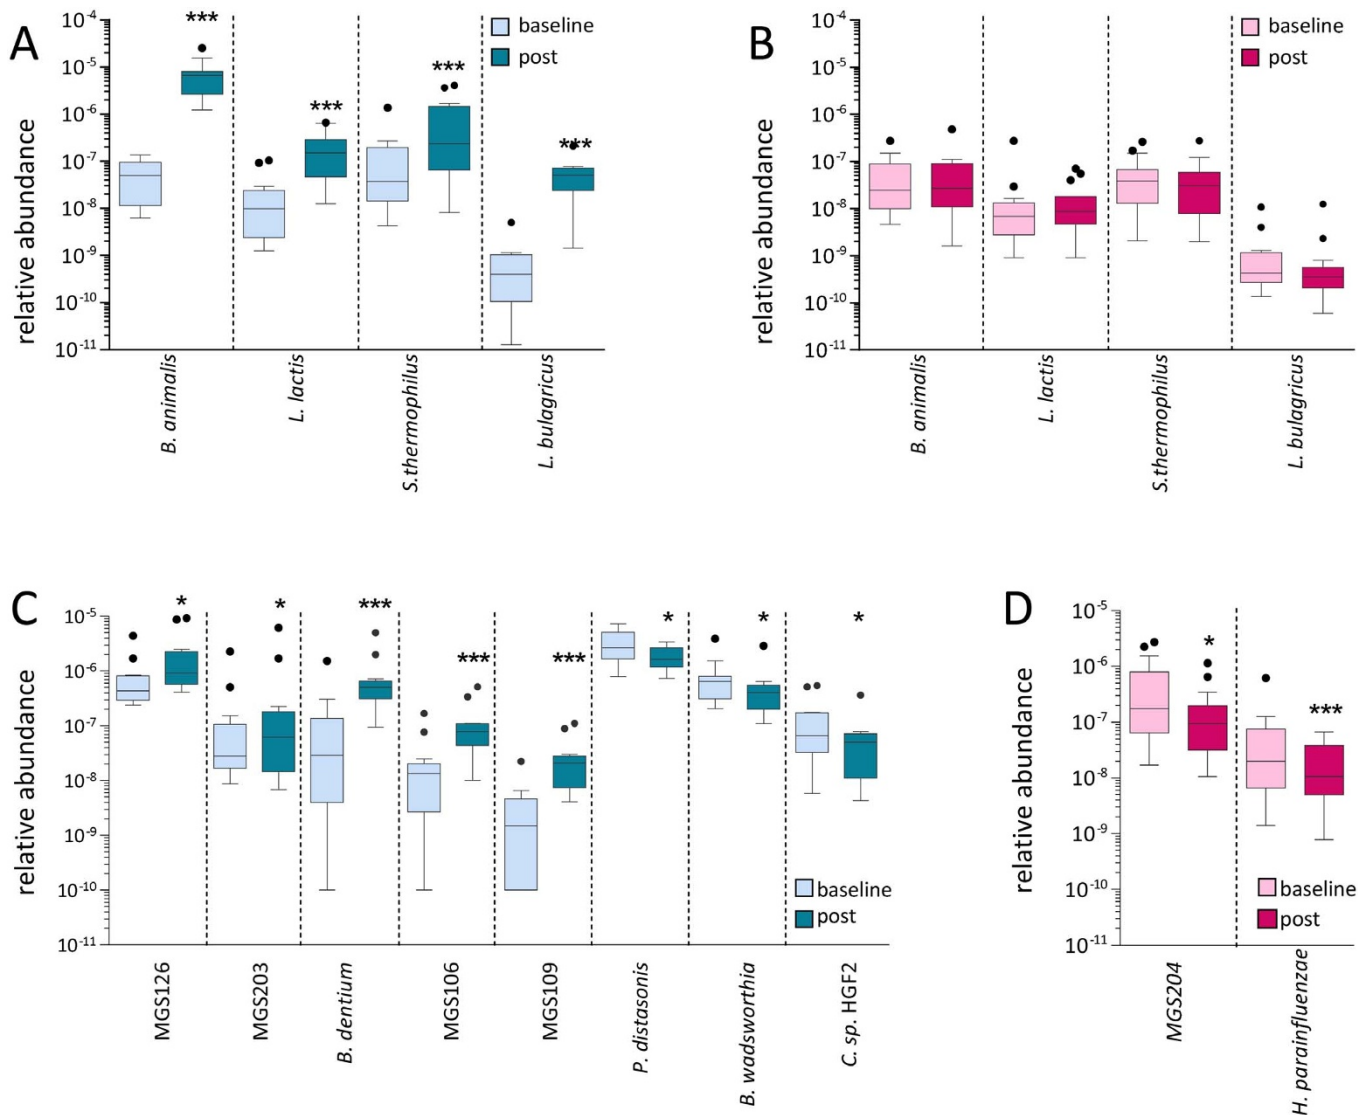 A
relative abundance
10-4
10-5
10-6
10-7
10-8
10-9
10-10
10-11
***
***
***
***
baseline
post
B. animalis
L. lactis
S.thermophilus
L. bulagricus
B
relative abundance
10-4
10-5
10-6
10-7
10-8
10-9
10-10
10-11
baseline
post
B. animalis
L. lactis
S.thermophilus
L. bulagricus
C
relative abundance
10-5
10-6
10-7
10-8
10-9
10-10
10-11
*
*
***
***
***
*
*
*
baseline
post
MGS126
MGS203
B. dentium
MGS106
MGS109
P. distasonis
B. wadsworthia
C. sp. HGF2
D
relative abundance
10-5
10-6
10-7
10-8
10-9
10-10
10-11
*
***
baseline
post
MGS204
H. parainfluenzae